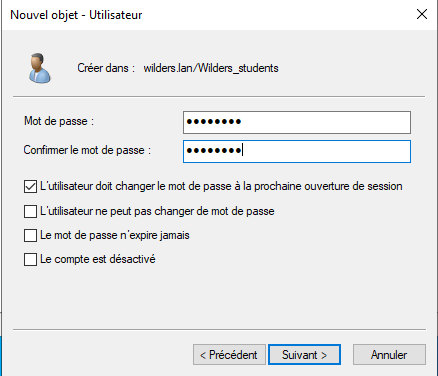 Nouvel objet - Utilisateur
Créer dans : wilders.lan/Wilders_students
Mot de passe :
●●●●●●●●
Confirmer le mot de passe :
●●●●●●●●
L'utilisateur doit changer le mot de passe à la prochaine ouverture de session
L'utilisateur ne peut pas changer de mot de passe
Le mot de passe n'expire jamais
Le compte est désactivé
< Précédent
Suivant >
Annuler